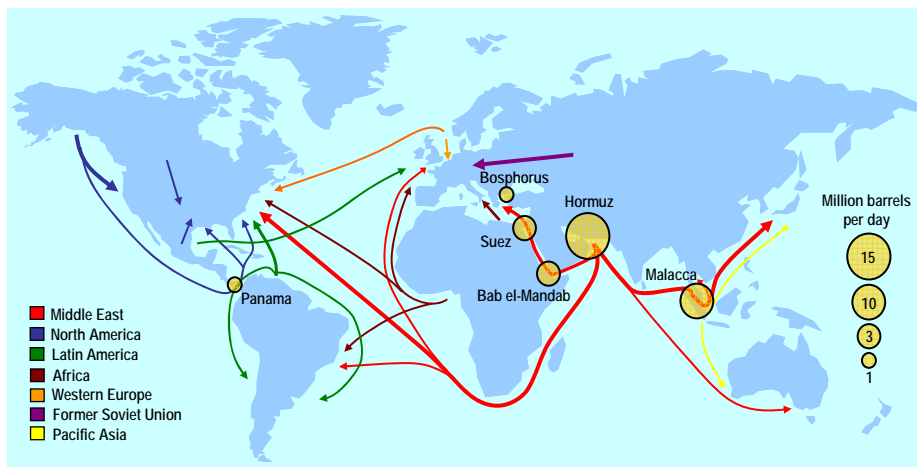 Bosphorus
Hormuz
Suez
Bab el-Mandab
Malacca
Panama
Million barrels
per day
15
10
3
1
Middle East
North America
Latin America
Africa
Western Europe
Former Soviet Union
Pacific Asia